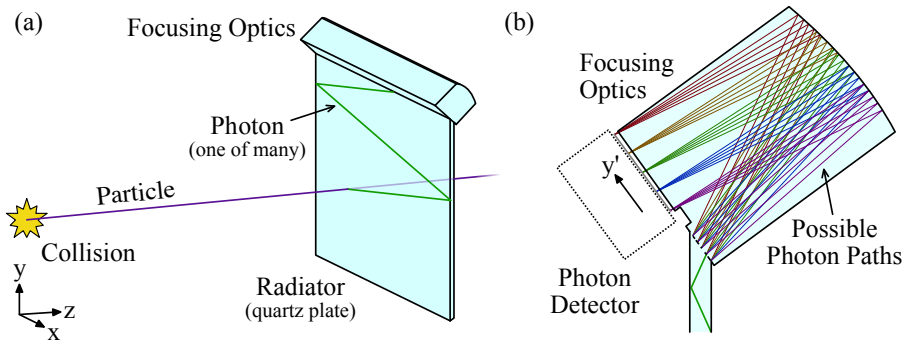 (a)
Focusing Optics
Photon
(one of many)
Particle
Collision
y
z
x
Radiator
(quartz plate)
(b)
Focusing
Optics
y'
Photon
Detector
Possible
Photon Paths